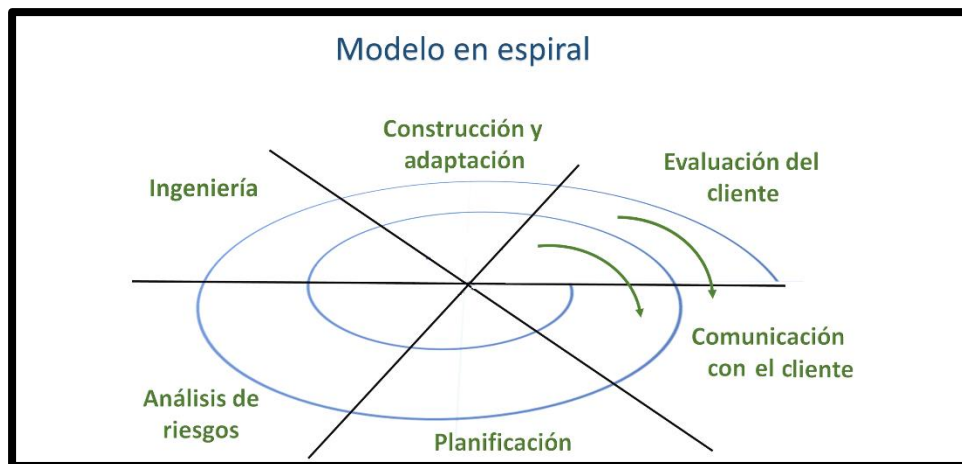 Modelo en espiral
Construcción y
adaptación
Evaluación del
cliente
Ingeniería
Comunicación
con el cliente
Análisis de
riesgos
Planificación